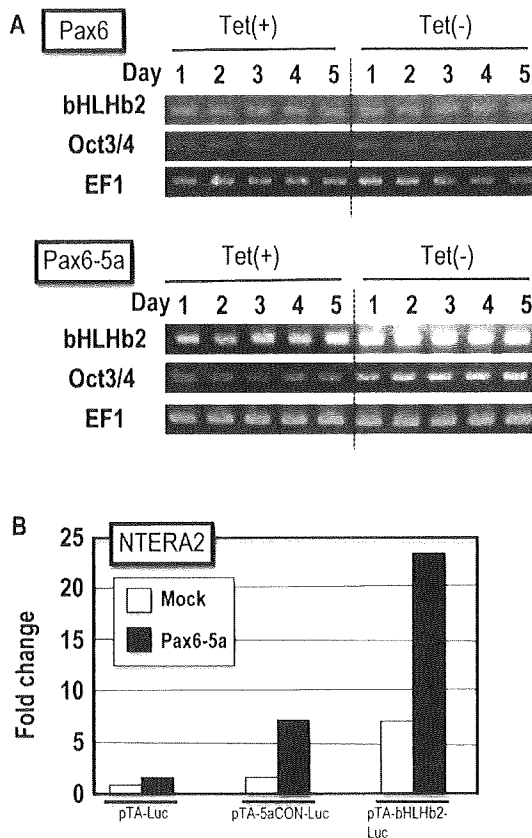 A Pax6 Tet(+) Tet(-)
Day 1 2 3 4 5 1 2 3 4 5
bHLHb2
Oct3/4
EF1
Pax6-5a Tet(+) Tet(-)
Day 1 2 3 4 5 1 2 3 4 5
bHLHb2
Oct3/4
EF1
B NTERA2
Fold change
25
20
15
10
5
0
Mock
Pax6-5a
pTA-Luc pTA-5aCON-Luc pTA-bHLHb2-
Luc